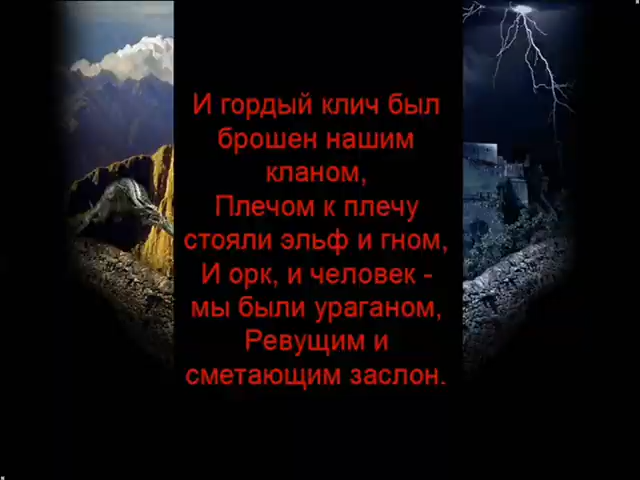 И гордый клич был
брошен нашим
кланом,
Плечом к плечу
стояли эльф и гном,
И орк, и человек -
мы были ураганом,
Ревущим и
сметающим заслон.